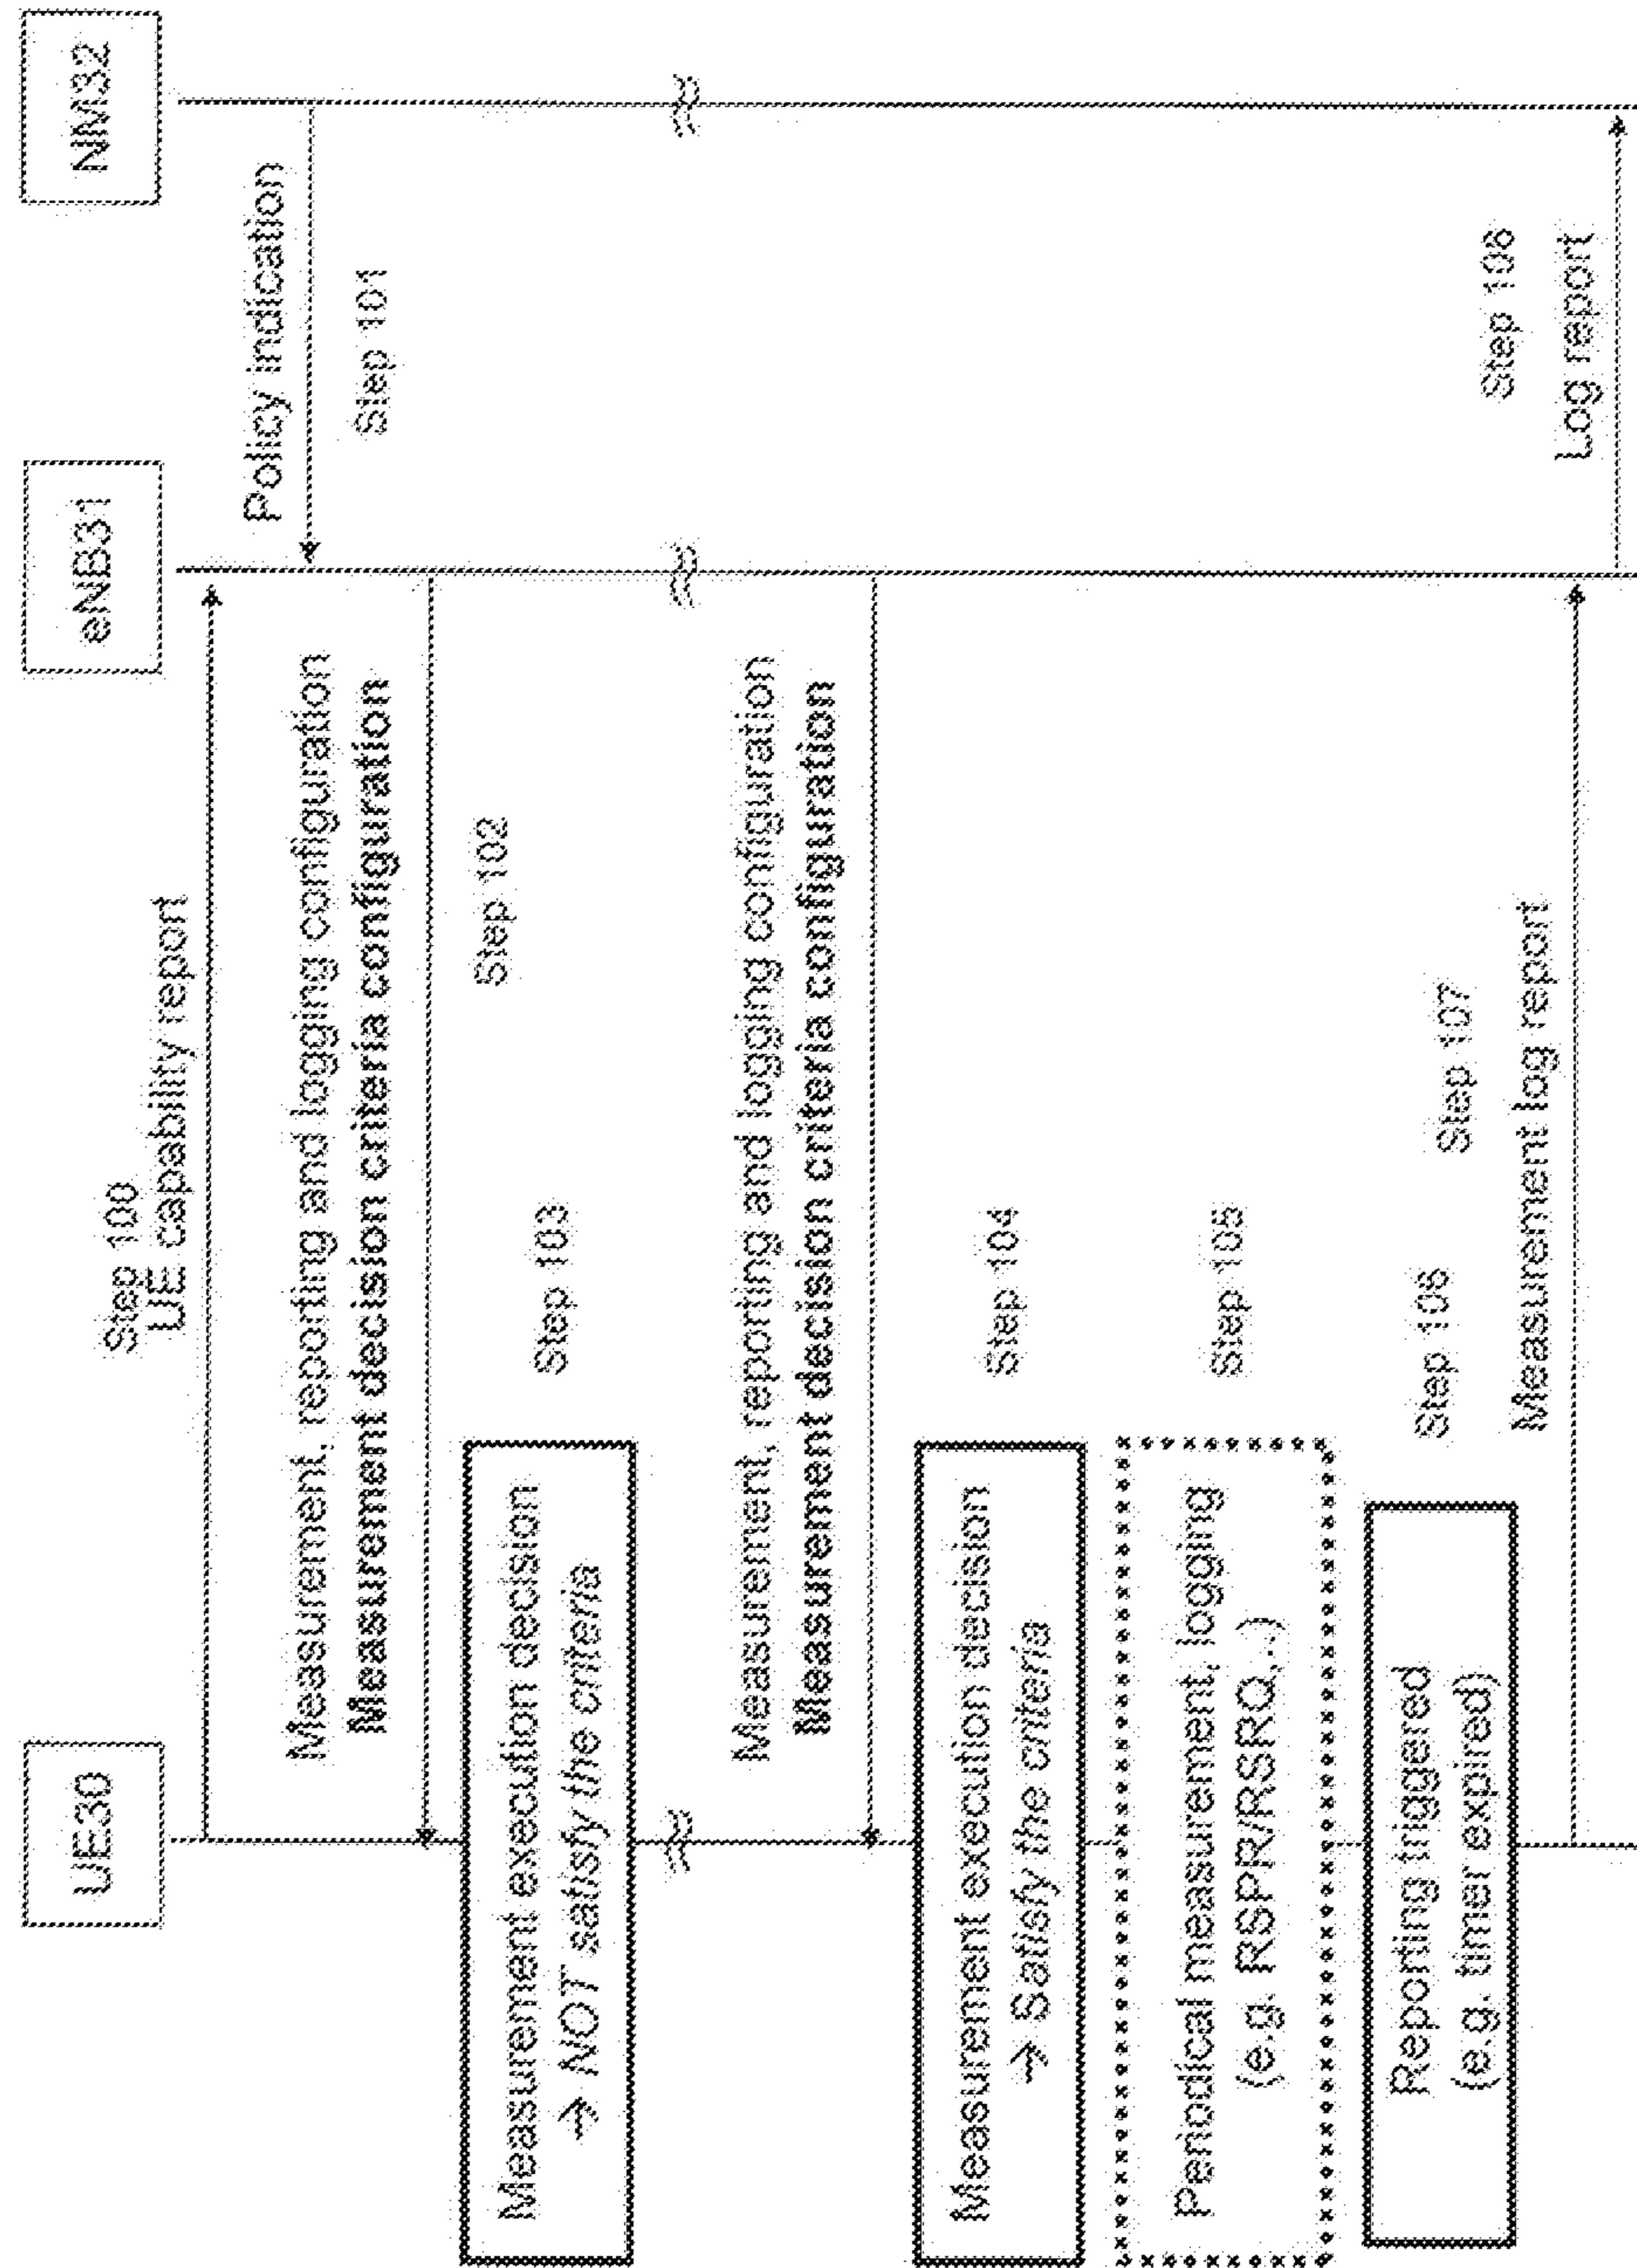 UE30
eNB31
NM32
Step 100
UE capability report
Policy indication
Step 101
Measurement, reporting and logging configuration
Measurement decision criteria configuration
Step 102
Measurement execution decision
→ NOT satisfy the criteria
Step 103
Measurement, reporting and logging configuration
Measurement decision criteria configuration
Measurement execution decision
→ Satisfy the criteria
Step 104
Periodical measurement, logging
(e.g. RSPR/RSRQ,..)
Step 105
Reporting triggered
(e.g. timer expired)
Step 106
Step 107
Measurement log report
Step 108
Log report